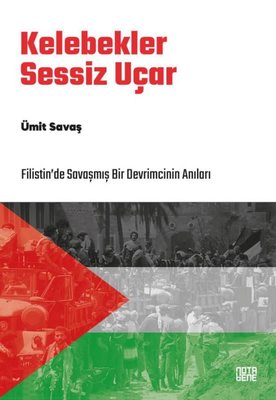 Kelebekler
Sessiz Uçar
Ümit Savaş
Filistin'de Savaşmış Bir Devrimcinin Anıları
NOTA
BENE